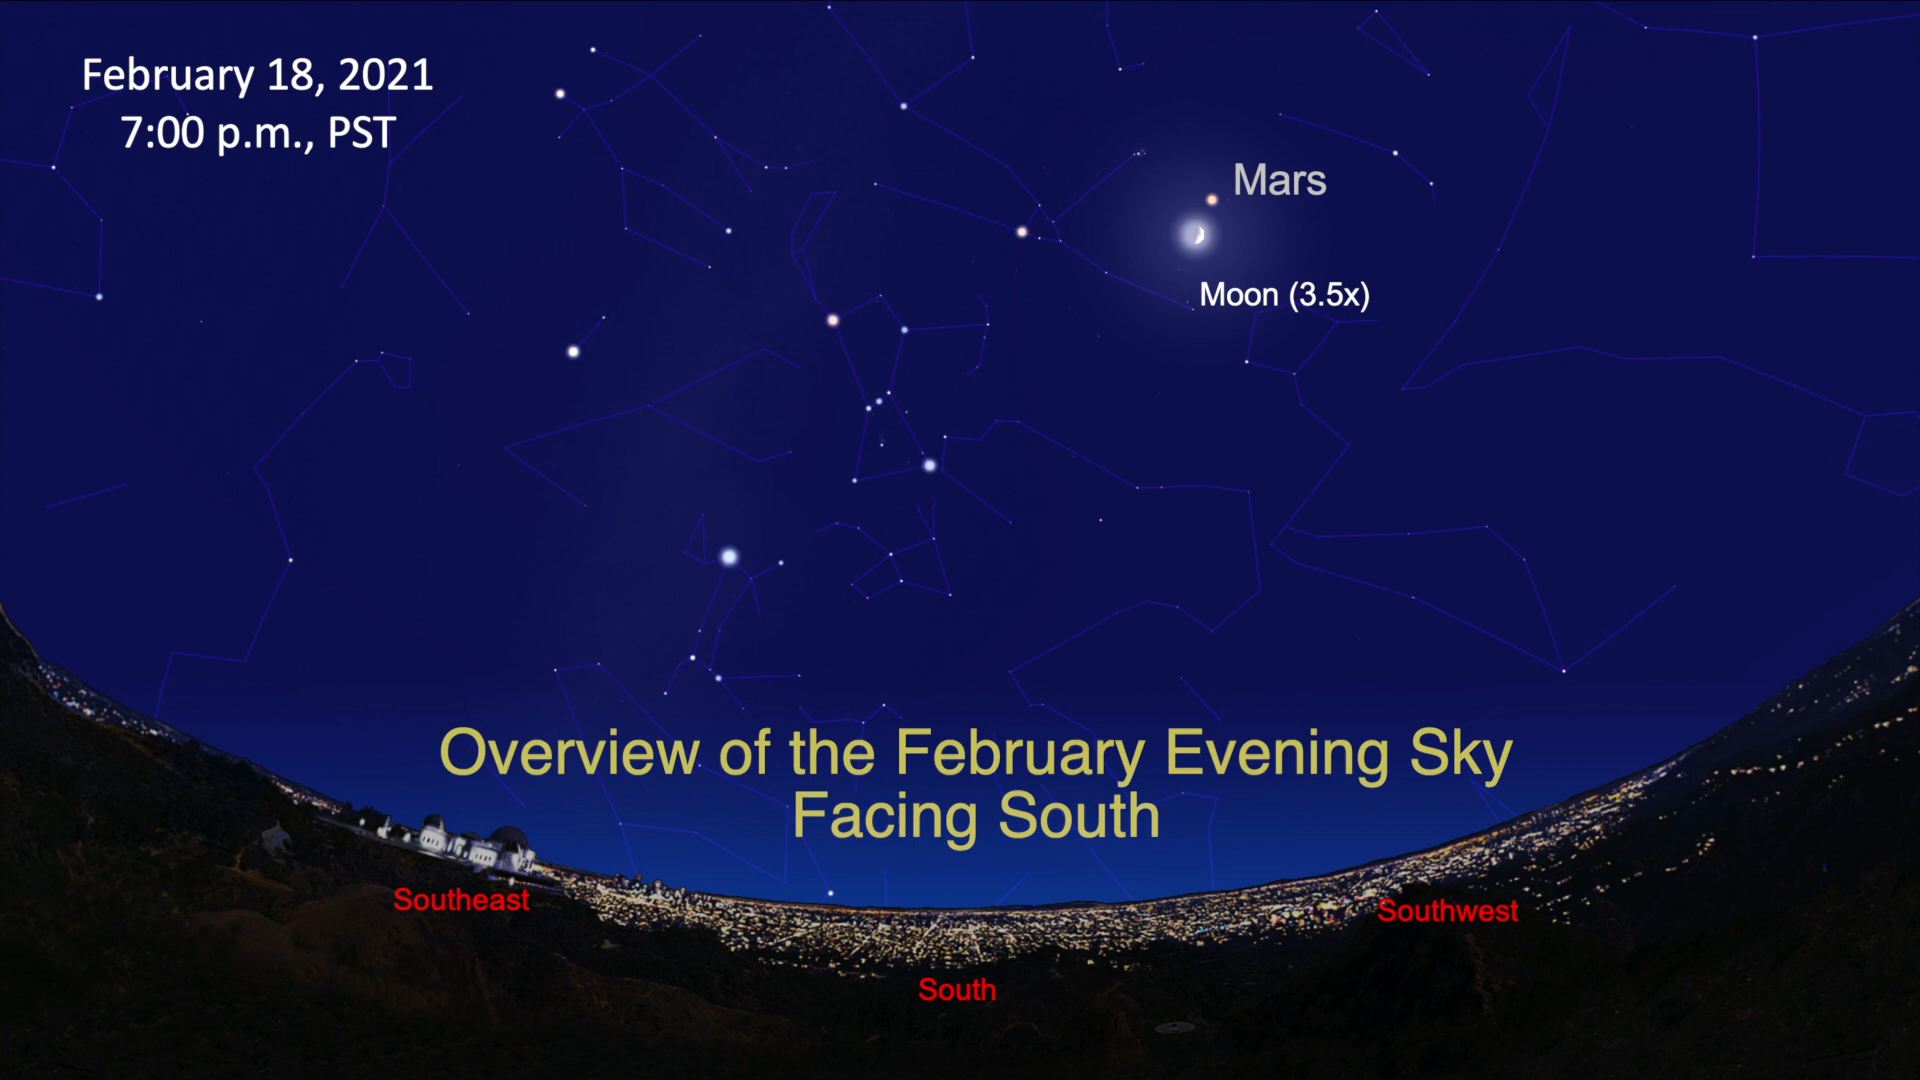 February 18, 2021
7:00 p.m., PST
Mars
Moon (3.5x)
Overview of the February Evening Sky
Facing South
Southeast
Southwest
South